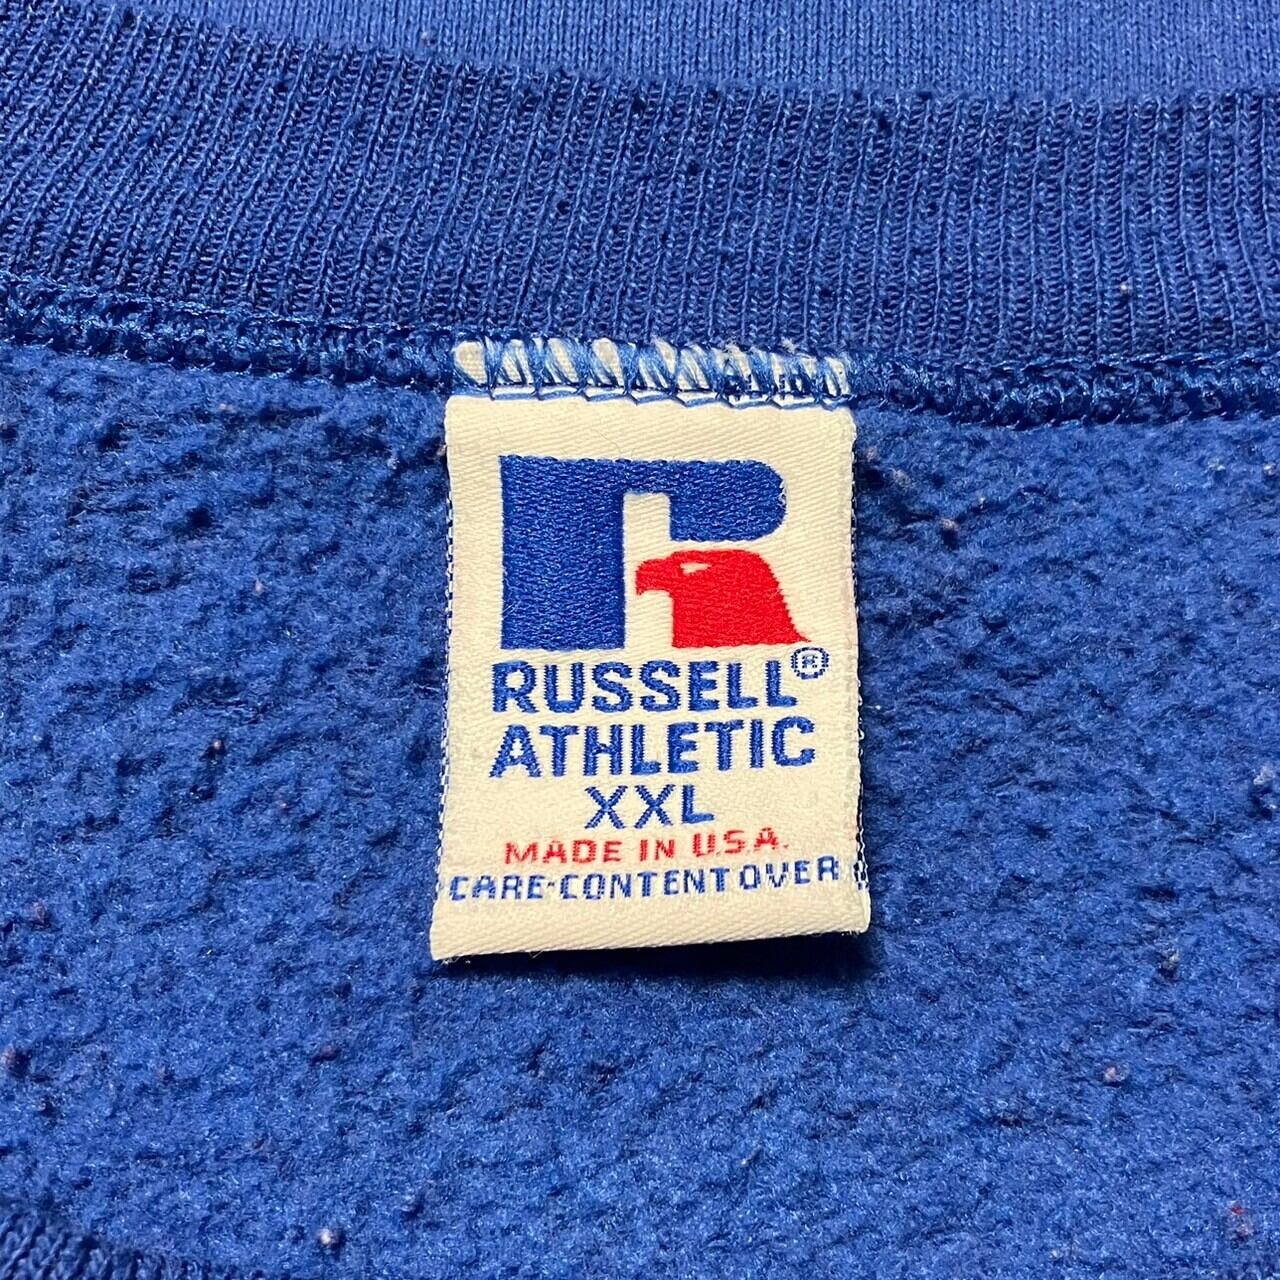 R
RUSSELL®
ATHLETIC
XXL
MADE IN U.S.A.
CARE-CONTENT OVER